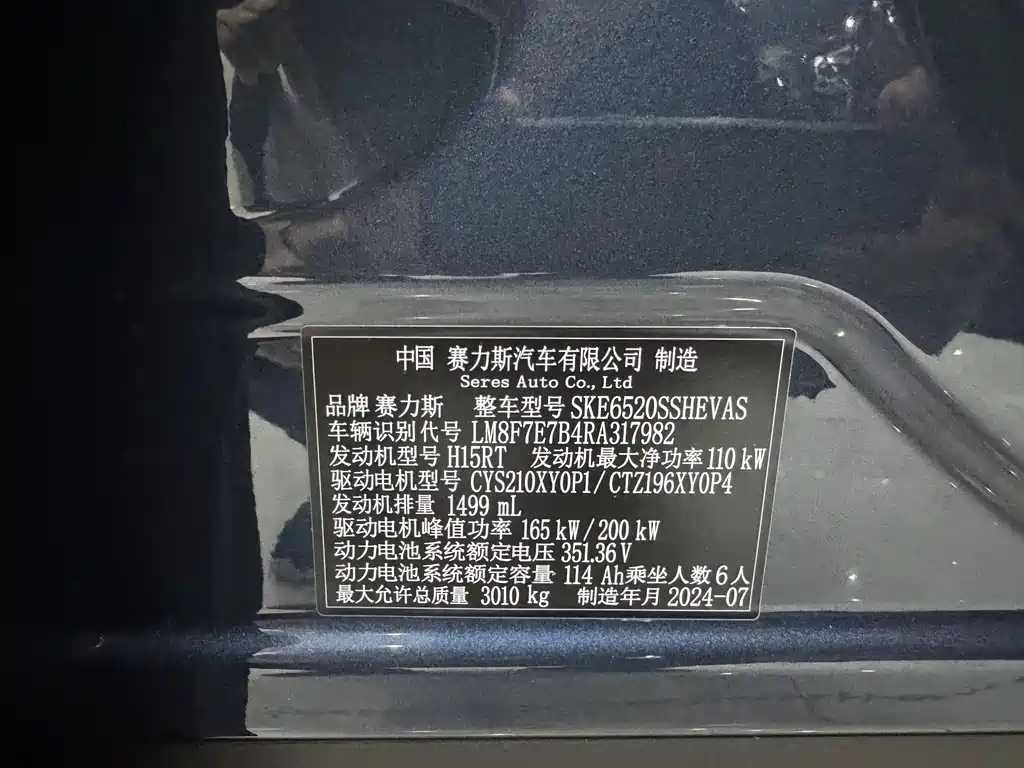 中国 赛力斯汽车有限公司 制造
Seres Auto Co., Ltd
品牌 赛力斯 整车型号 SKE6520SSHEVAS
车辆识别代号 LM8F7E7B4RA317982
发动机型号 H15RT 发动机最大净功率 110 kW
驱动电机型号 CYS210XY0P1/CTZ196XY0P4
发动机排量 1499 mL
驱动电机峰值功率 165 kW/200 kW
动力电池系统额定电压 351.36 V
动力电池系统额定容量 114 Ah 乘坐人数 6 人
最大允许总质量 3010 kg 制造年月 2024-07